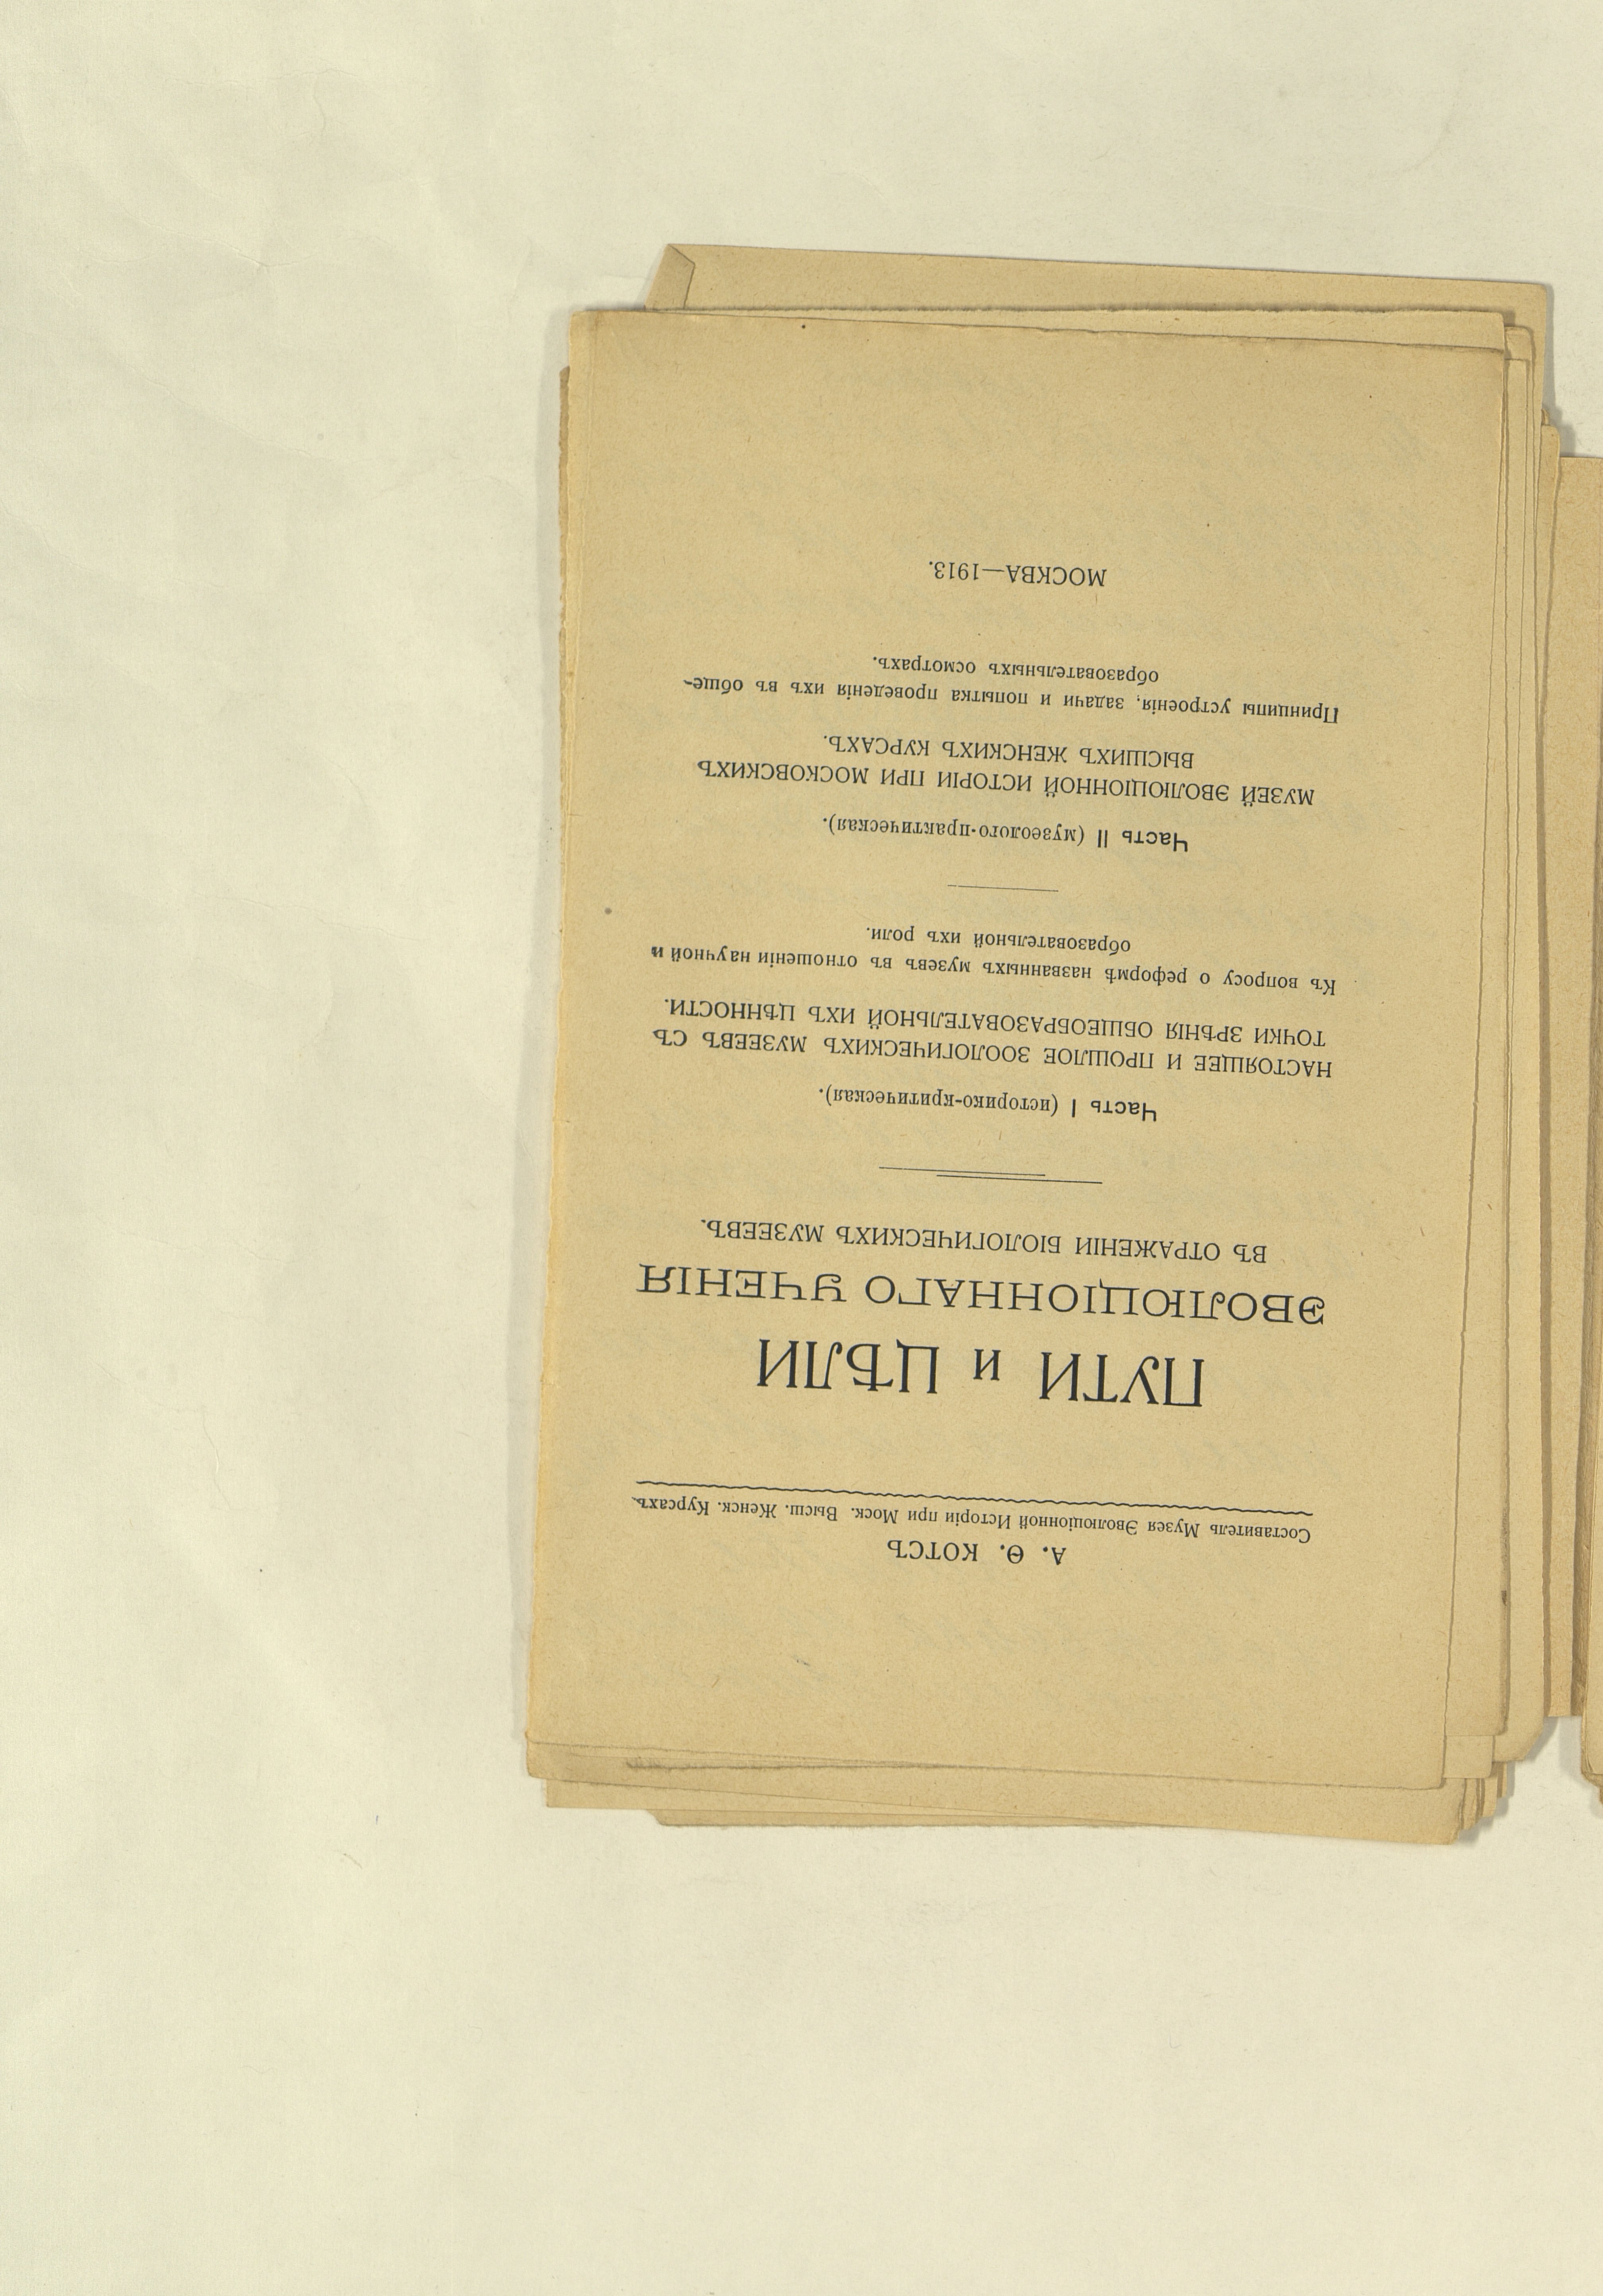 А. Ѳ. КОТСЪ
Составитель Музея Эволюціонной Исторіи при Моск. Высш. Женск. Курсахъ.
ПУТИ и ЦѢЛИ
ЭВОЛЮЦІОННАГО УЧЕНІЯ
ВЪ ОТРАЖЕНІИ БІОЛОГИЧЕСКИХЪ МУЗЕЕВЪ.
Часть I (историко-критическая).
НАСТОЯЩЕЕ И ПРОШЛОЕ ЗООЛОГИЧЕСКИХЪ МУЗЕЕВЪ СЪ
ТОЧКИ ЗРѢНІЯ ОБЩЕОБРАЗОВАТЕЛЬНОЙ ИХЪ ЦѢННОСТИ.
Къ вопросу о реформѣ названныхъ музеевъ въ отношеніи научной и
образовательной ихъ роли.
Часть II (музеолого-практическая).
МУЗЕЙ ЭВОЛЮЦІОННОЙ ИСТОРІИ ПРИ МОСКОВСКИХЪ
ВЫСШИХЪ ЖЕНСКИХЪ КУРСАХЪ.
Принципы устроенія, задачи и попытка проведенія ихъ въ обще-
образовательныхъ осмотрахъ.
МОСКВА—1913.